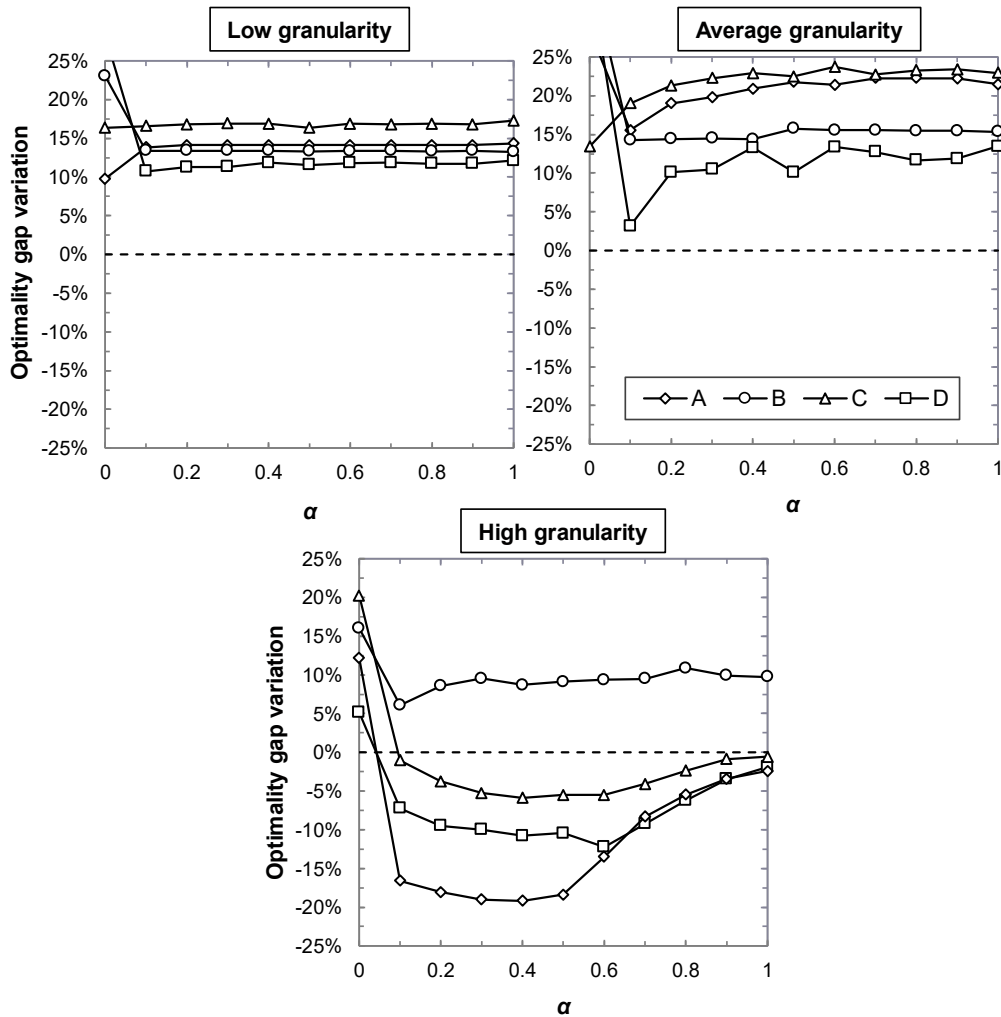 Low granularity
Optimality gap variation
25%
20%
15%
10%
5%
0%
-5%
-10%
-15%
-20%
-25%
0 0.2 0.4 0.6 0.8 1
α
Average granularity
25%
20%
15%
10%
5%
0%
-5%
-10%
-15%
-20%
-25%
A B C D
0 0.2 0.4 0.6 0.8 1
α
High granularity
Optimality gap variation
25%
20%
15%
10%
5%
0%
-5%
-10%
-15%
-20%
-25%
0 0.2 0.4 0.6 0.8 1
α